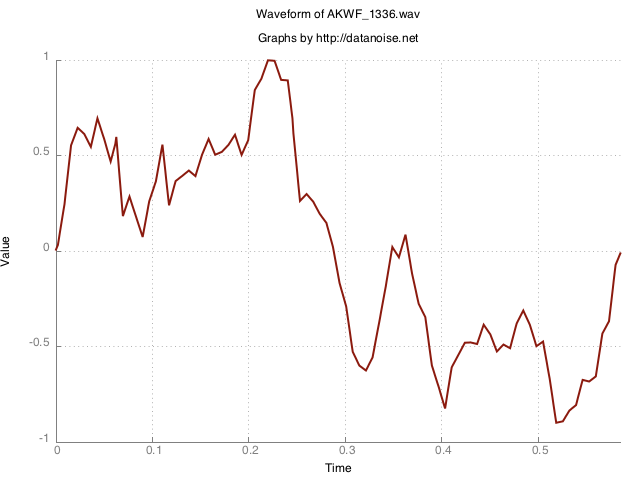 Waveform of AKWF_1336.wav
Graphs by http://datanoise.net
1
0.5
0
-0.5
-1
Value
0 0.1 0.2 0.3 0.4 0.5
Time